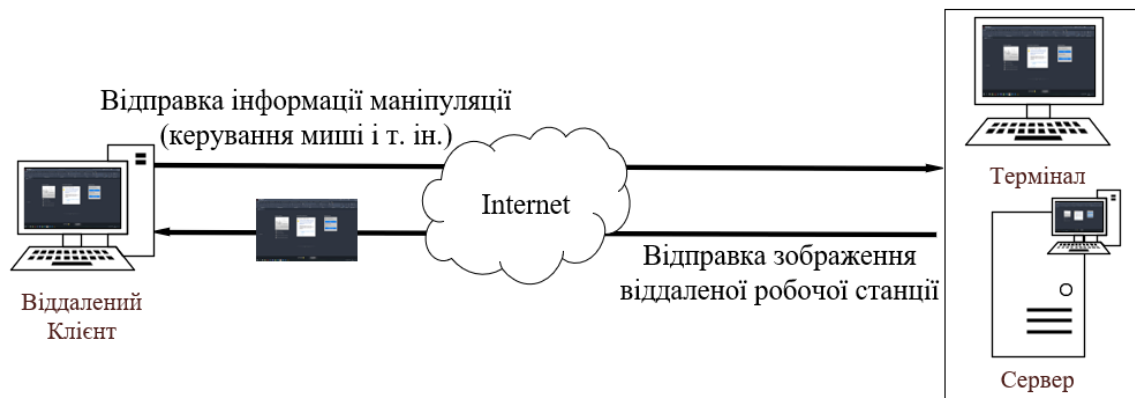 Відправка інформації маніпуляції
(керування миші і т. ін.)
Internet
Термінал
Відправка зображення
віддаленої робочої станції
Віддалений
Клієнт
Сервер